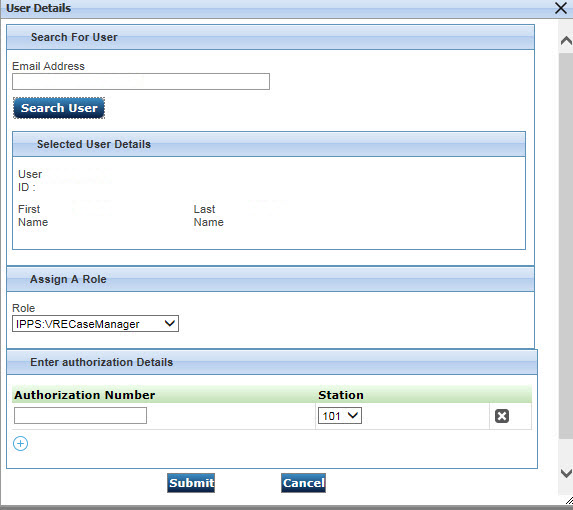 User Details
Search For User
Email Address
Search User
Selected User Details
User
ID :
First
Name
Last
Name
Assign A Role
Role
IPPS:VRECaseManager
Enter authorization Details
Authorization Number
Station
101
Submit
Cancel